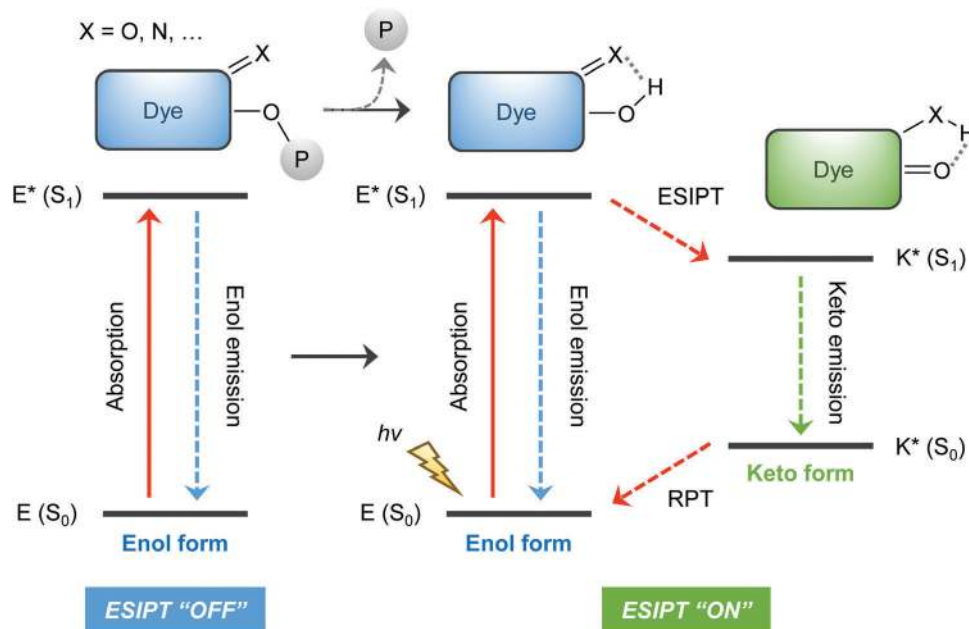 X = O, N, …
P
X
Dye
O
P
X
H
Dye
O
X
H
Dye
O
E* (S₁)
E* (S₁)
ESIPT
K* (S₁)
Absorption
Enol emission
Absorption
Enol emission
Keto emission
hν
K* (S₀)
Keto form
RPT
E (S₀)
E (S₀)
Enol form
Enol form
ESIPT “OFF”
ESIPT “ON”